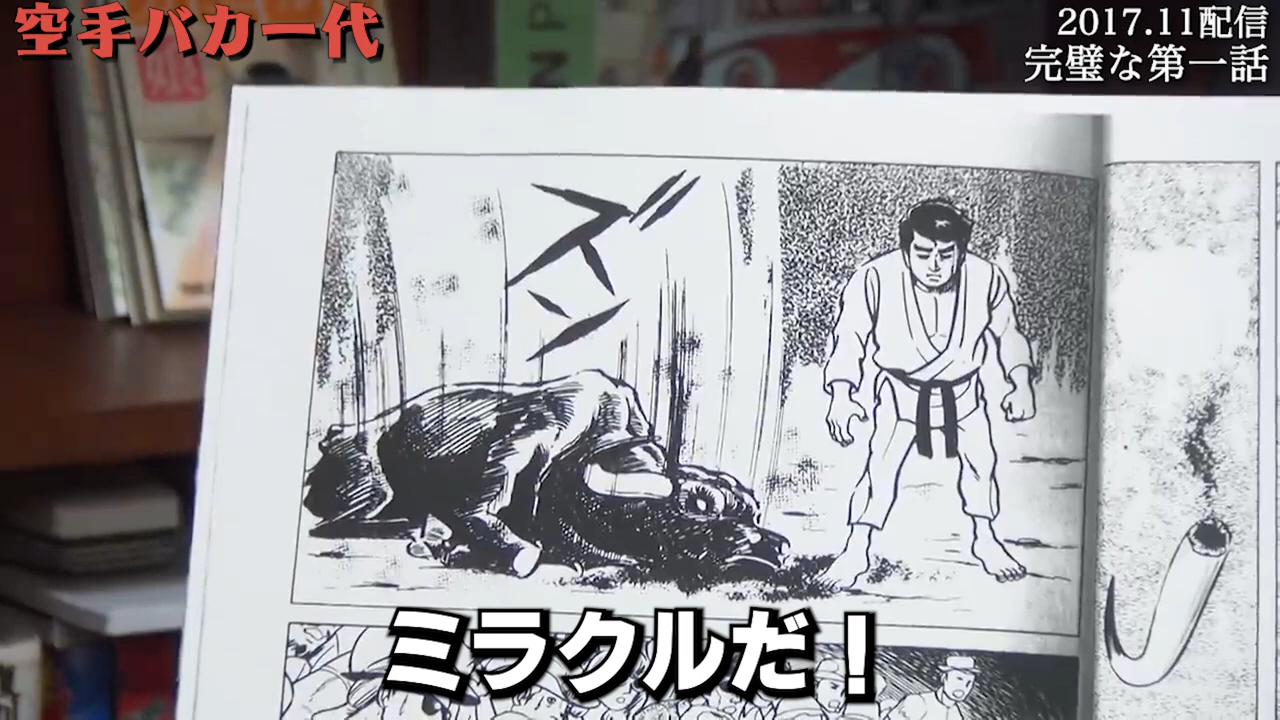 空手バカ一代
2017.11配信
完璧な第一話
ズン
ミラクルだ!